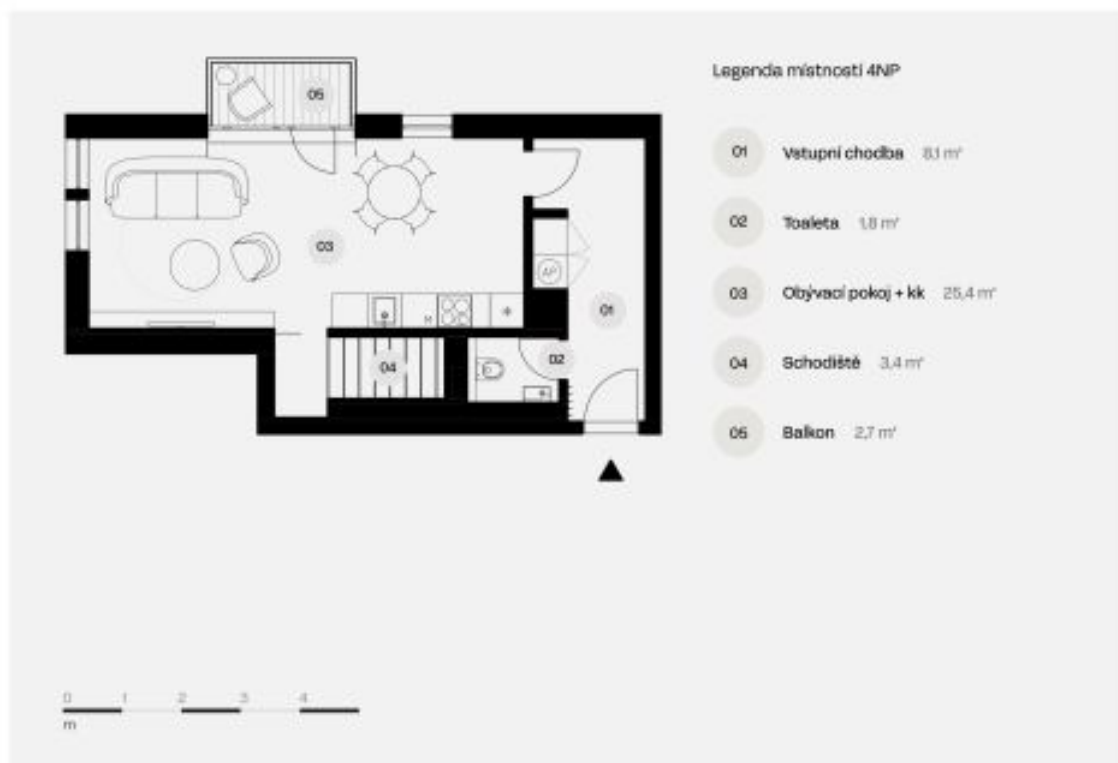 Legenda místností 4NP
01 Vstupní chodba 8,1 m²
02 Toaleta 1,8 m²
03 Obývací pokoj + kk 25,4 m²
04 Schodiště 3,4 m²
05 Balkon 2,7 m²
05
03
AP
01
M
02
04
0 1 2 3 4
m